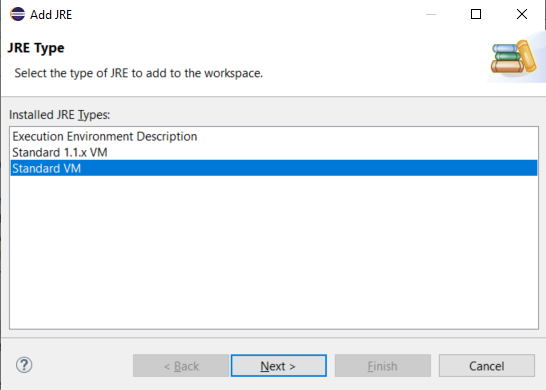 Add JRE
JRE Type
Select the type of JRE to add to the workspace.
Installed JRE Types:
Execution Environment Description
Standard 1.1.x VM
Standard VM
?
< Back
Next >
Finish
Cancel